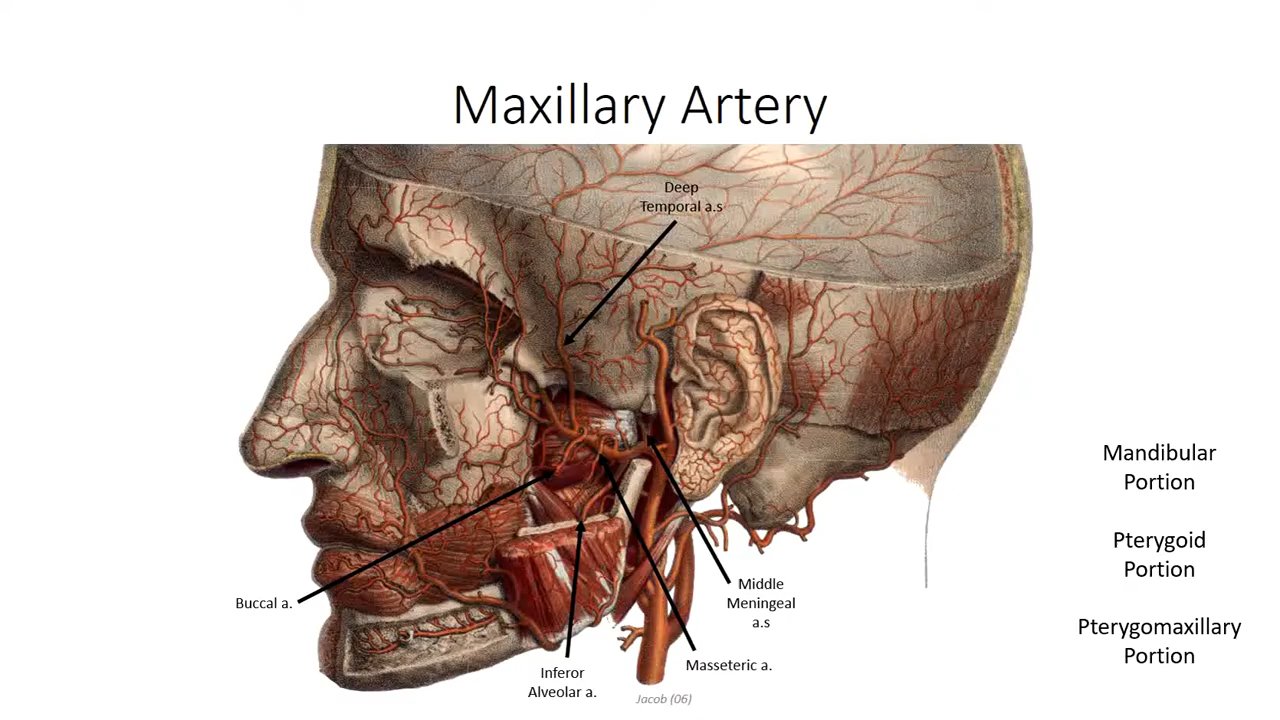 Maxillary Artery
Deep
Temporal a.s
Mandibular
Portion
Pterygoid
Portion
Pterygomaxillary
Portion
Buccal a.
Middle
Meningeal
a.s
Masseteric a.
Inferor
Alveolar a.
Jacob (06)